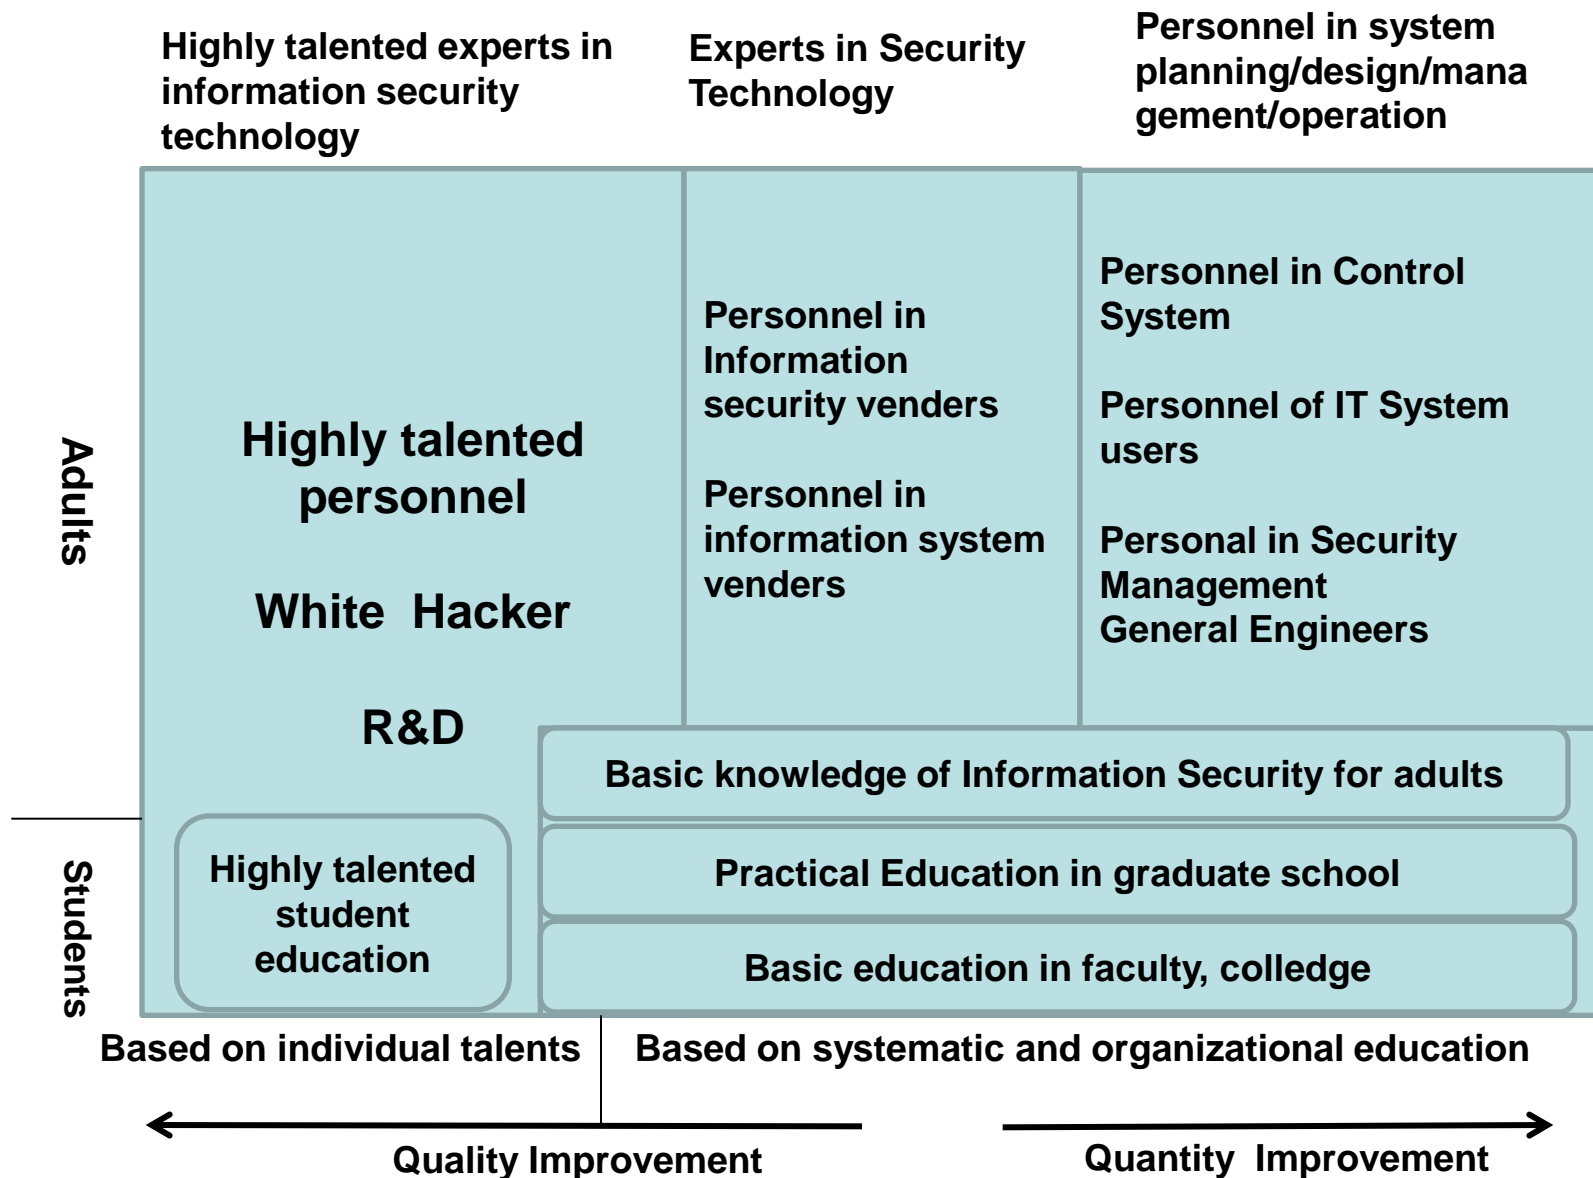 Highly talented experts in
information security
technology
Experts in Security
Technology
Personnel in system
planning/design/mana
gement/operation
Adults
Highly talented
personnel
White  Hacker
R&D
Personnel in
Information
security venders
Personnel in
information system
venders
Personnel in Control
System
Personnel of IT System
users
Personal in Security
Management
General Engineers
Basic knowledge of Information Security for adults
Students
Highly talented
student
education
Practical Education in graduate school
Basic education in faculty, colledge
Based on individual talents
Based on systematic and organizational education
Quality Improvement
Quantity  Improvement